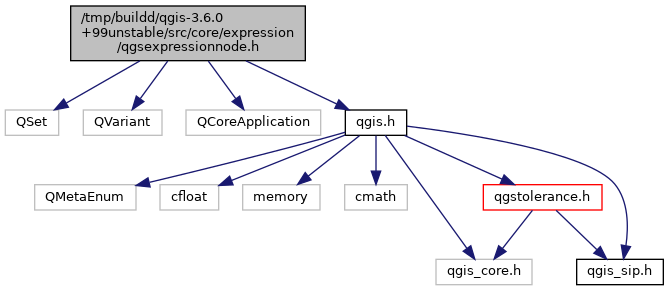 /tmp/buildd/qgis-3.6.0
+99unstable/src/core/expression
/qgsexpressionnode.h
QSet
QVariant
QCoreApplication
qgis.h
QMetaEnum
cfloat
memory
cmath
qgstolerance.h
qgis_core.h
qgis_sip.h